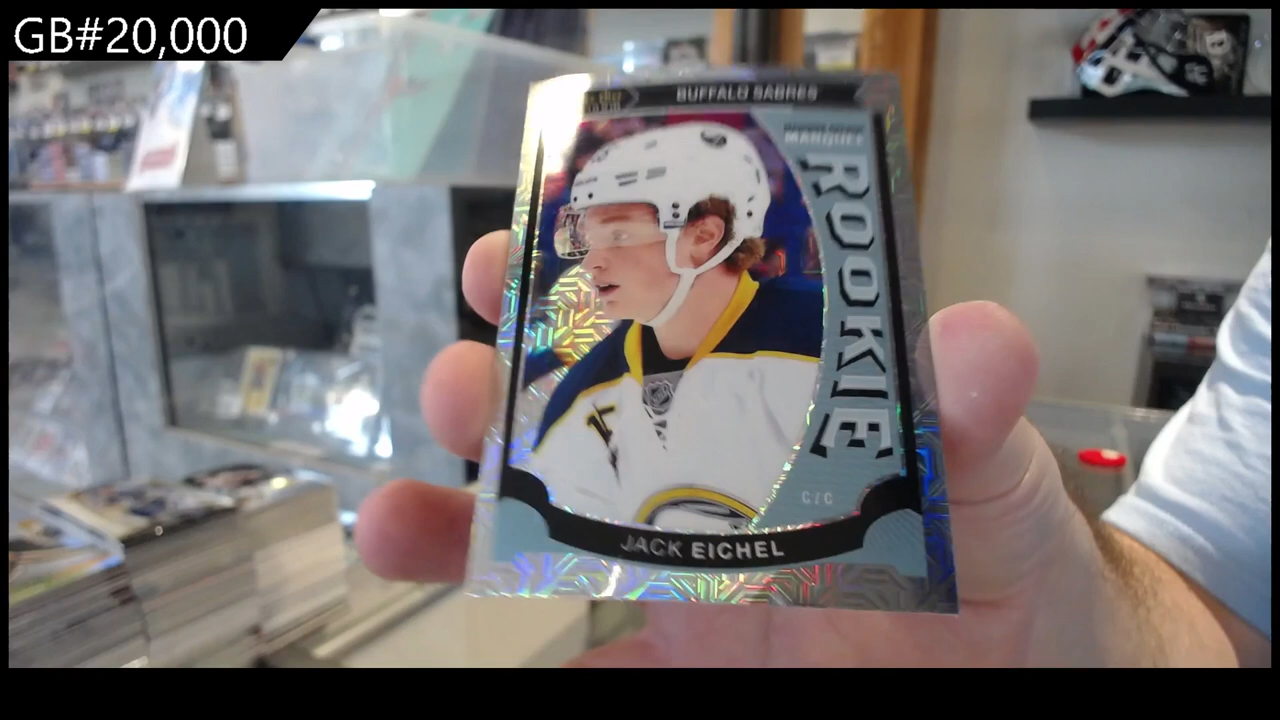 GB#20,000
BUFFALO SABRES
MARQUEE
ROOKIE
C/C
JACK EICHEL